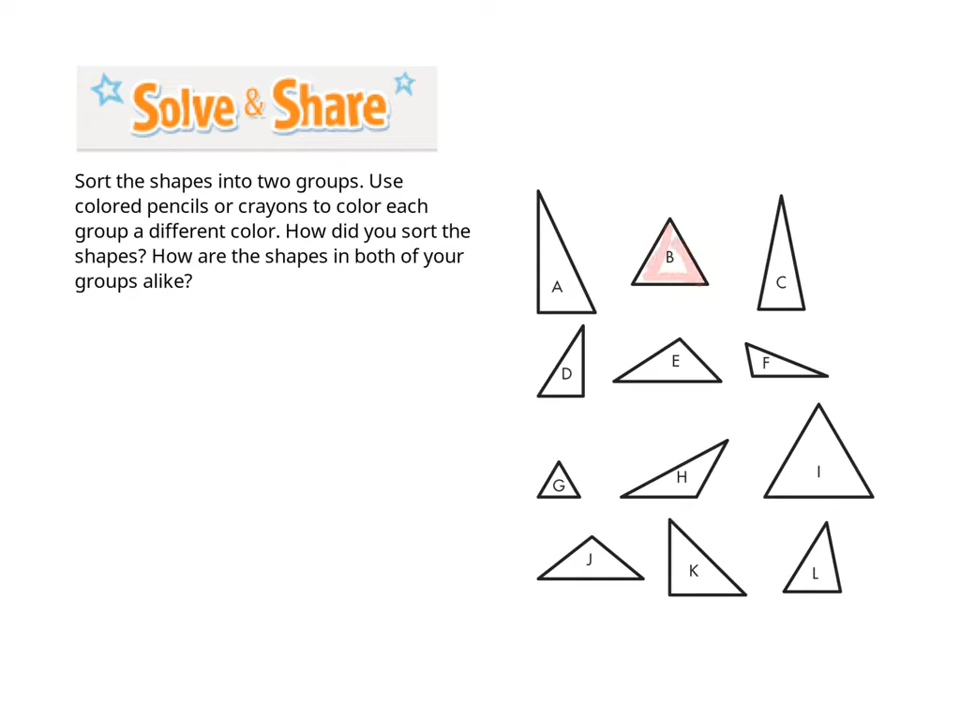 Solve & Share
Sort the shapes into two groups. Use
colored pencils or crayons to color each
group a different color. How did you sort the
shapes? How are the shapes in both of your
groups alike?
A
B
C
D
E
F
G
H
I
J
K
L